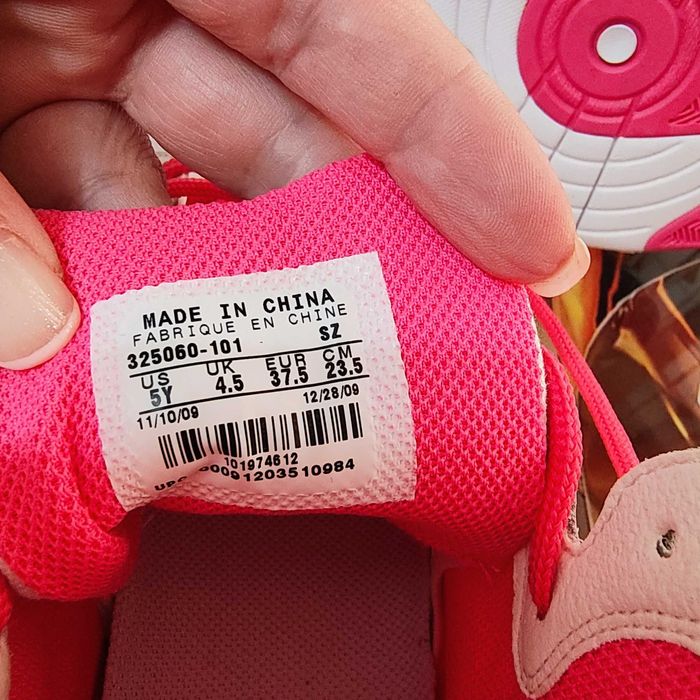 MADE IN CHINA
FABRIQUE EN CHINE
325060-101 SZ
US UK EUR CM
5Y 4.5 37.5 23.5
11/10/09 12/28/09
101974612
00091203510984